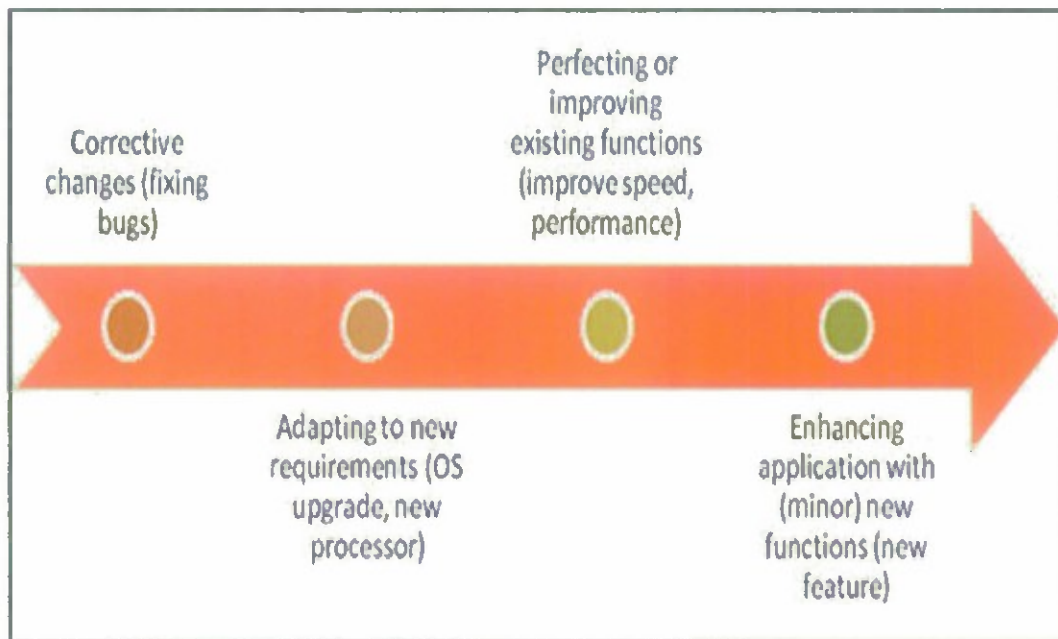 Corrective
changes (fixing
bugs)
Adapting to new
requirements (OS
upgrade, new
processor)
Perfecting or
improving
existing functions
(improve speed,
performance)
Enhancing
application with
(minor) new
functions (new
feature)